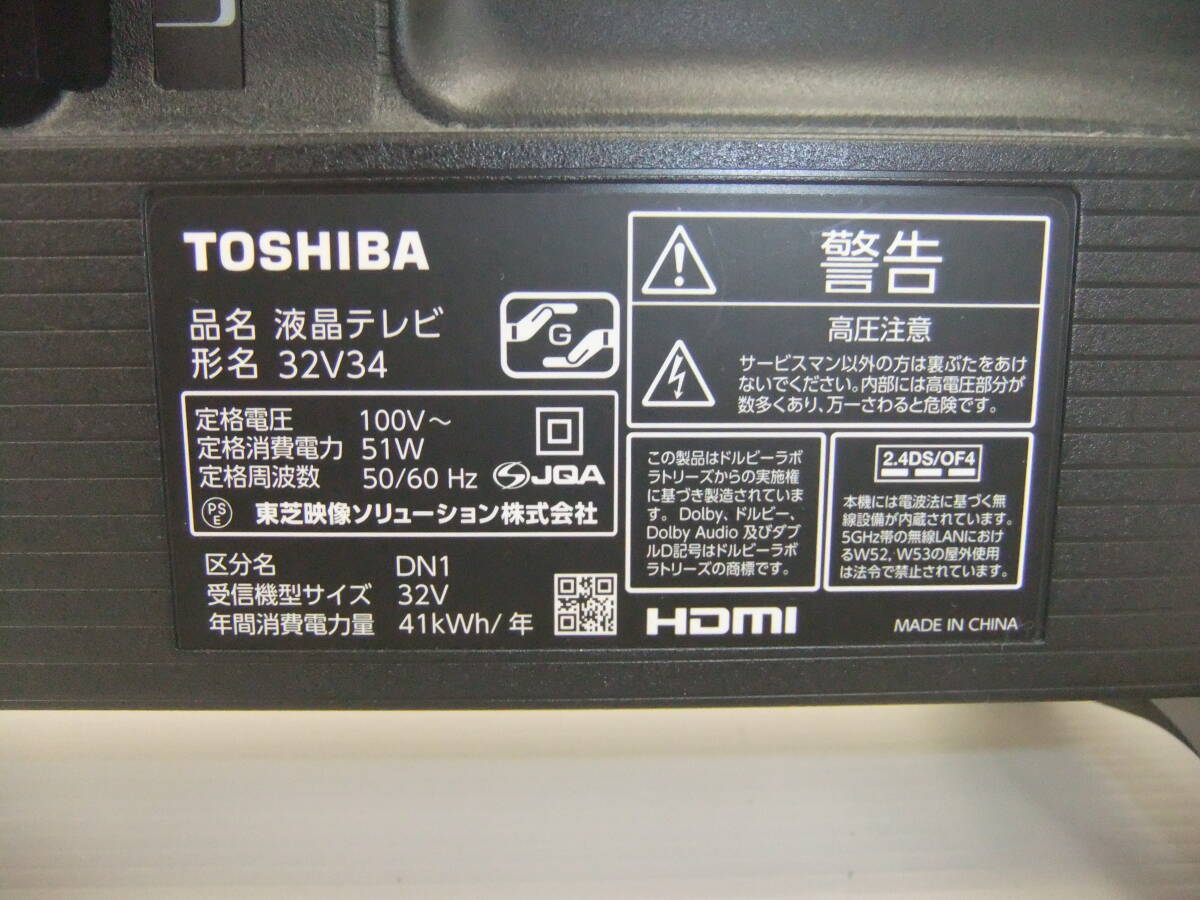 TOSHIBA
品名 液晶テレビ
形名 32V34
G
定格電圧 100V～
定格消費電力 51W
定格周波数 50/60 Hz
JQA
PS
E
東芝映像ソリューション株式会社
区分名 DN1
受信機型サイズ 32V
年間消費電力量 41kWh/年
警告
高圧注意
サービスマン以外の方は裏ぶたをあけ
ないでください。内部には高電圧部分が
数多くあり、万一さわると危険です。
この製品はドルビーラボ
ラトリーズからの実施権
に基づき製造されていま
す。Dolby、ドルビー、
Dolby Audio 及びダブ
ルD記号はドルビーラボ
ラトリーズの商標です。
2.4DS/OF4
本機には電波法に基づく無
線設備が内蔵されています。
5GHz帯の無線LANにおけ
るW52, W53の屋外使用
は法令で禁止されています。
HDMI
MADE IN CHINA